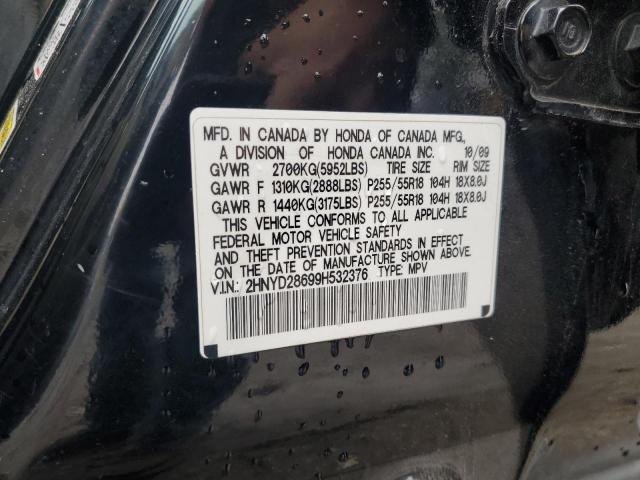 MFD. IN CANADA BY HONDA OF CANADA MFG.,
A DIVISION OF HONDA CANADA INC. 10/09
GVWR 2700KG(5952LBS) TIRE SIZE RIM SIZE
GAWR F 1310KG(2888LBS) P255/55R18 104H 18X8.0J
GAWR R 1440KG(3175LBS) P255/55R18 104H 18X8.0J
THIS VEHICLE CONFORMS TO ALL APPLICABLE
FEDERAL MOTOR VEHICLE SAFETY
AND THEFT PREVENTION STANDARDS IN EFFECT
ON THE DATE OF MANUFACTURE SHOWN ABOVE.
V.I.N.: 2HNYD28699H532376 TYPE: MPV